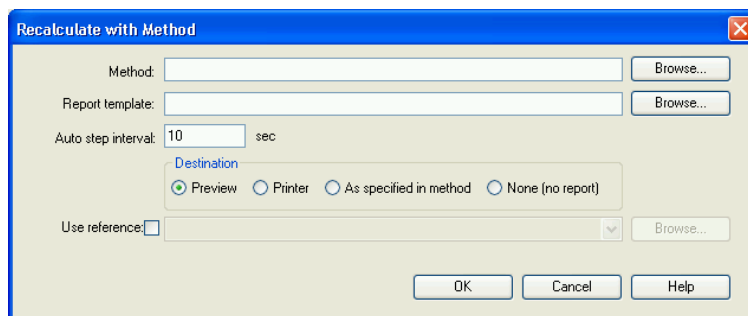 Recalculate with Method
Method: Browse...
Report template: Browse...
Auto step interval: 10 sec
Destination
Preview Printer As specified in method None (no report)
Use reference: Browse...
OK Cancel Help